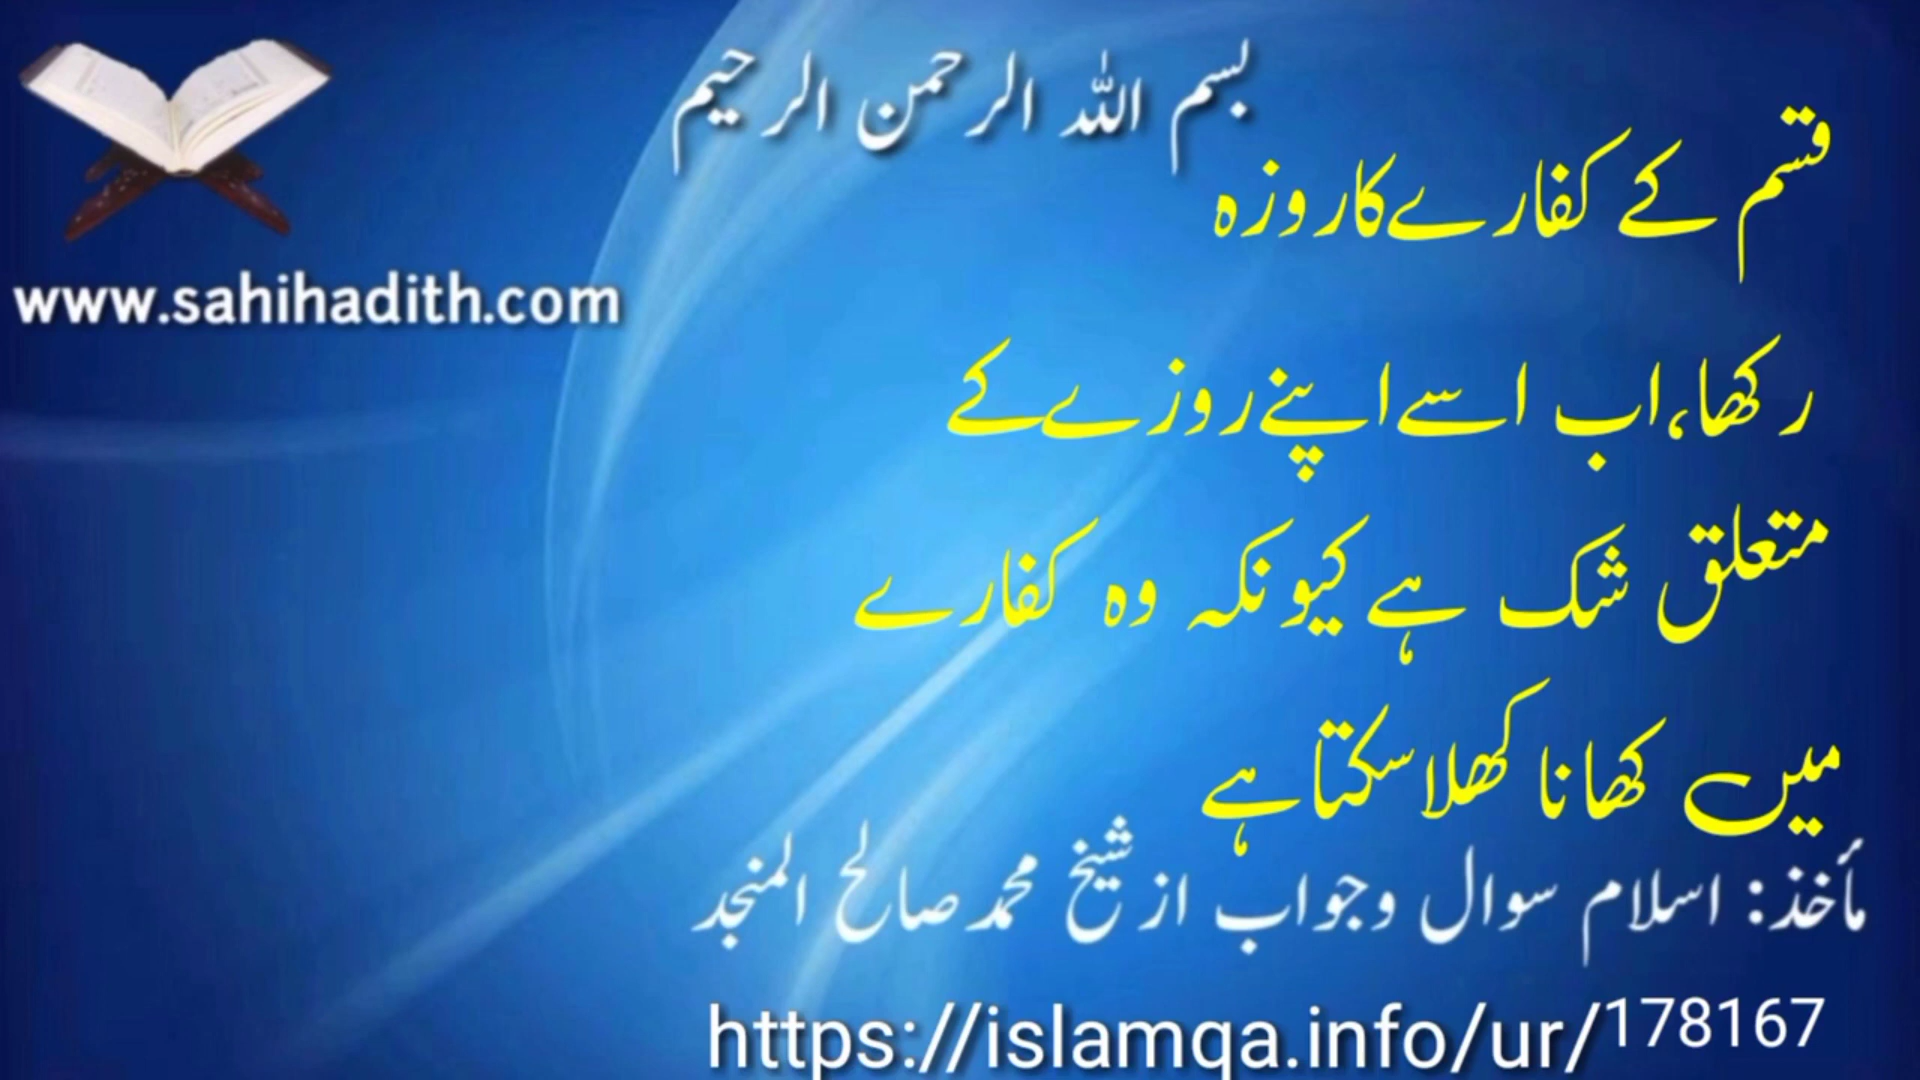 بسم اللہ الرحمن الرحیم
www.sahihadith.com
قسم کے کفارے کا روزہ
رکھا، اب اسے اپنے روزے کے
متعلق شک ہے کیونکہ وہ کفارے
میں کھانا کھلا سکتا ہے
مأخذ: اسلام سوال وجواب از شیخ محمد صالح المنجد
https://islamqa.info/ur/178167